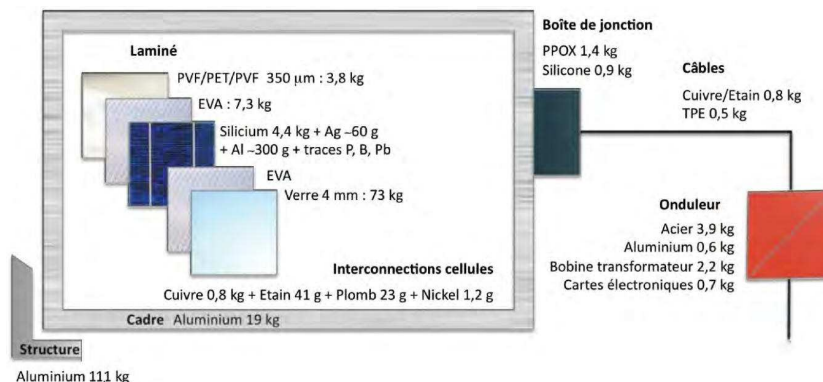 Laminé
PVF/PET/PVF 350 μm : 3,8 kg
EVA : 7,3 kg
Silicium 4,4 kg + Ag ~60 g
+ Al ~300 g + traces P, B, Pb
EVA
Verre 4 mm : 73 kg
Interconnections cellules
Cuivre 0,8 kg + Etain 41 g + Plomb 23 g + Nickel 1,2 g
Cadre Aluminium 19 kg
Structure
Aluminium 111 kg
Boîte de jonction
PPOX 1,4 kg
Silicone 0,9 kg
Câbles
Cuivre/Etain 0,8 kg
TPE 0,5 kg
Onduleur
Acier 3,9 kg
Aluminium 0,6 kg
Bobine transformateur 2,2 kg
Cartes électroniques 0,7 kg